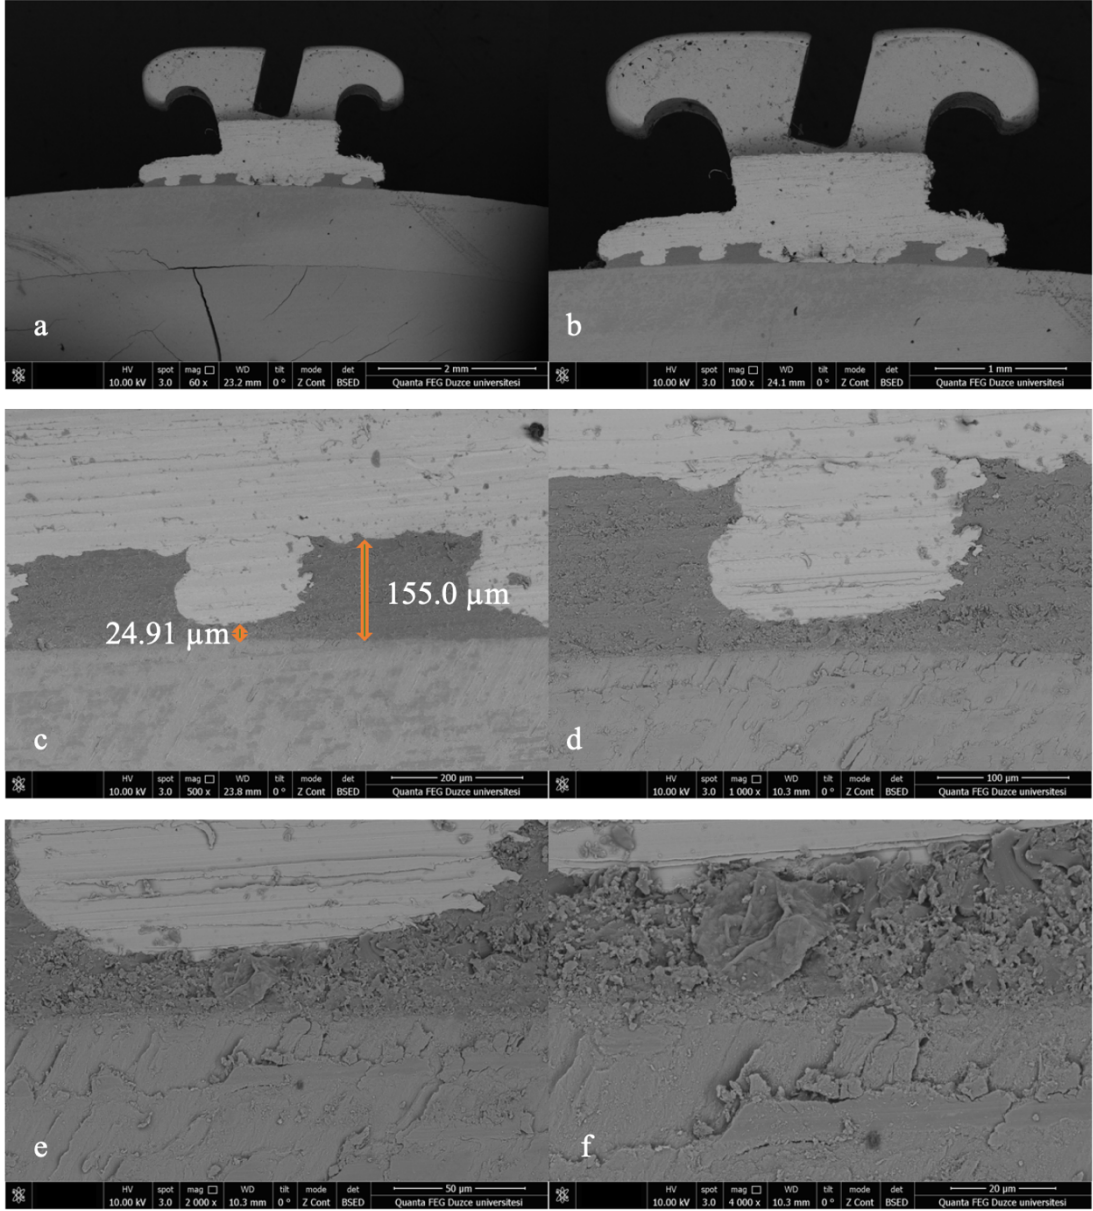 a
HV spot mag WD tilt mode det 2 mm
10.00 kV 3.0 60 x 23.2 mm 0 ° Z Cont BSED Quanta FEG Duzce universitesi
b
HV spot mag WD tilt mode det 1 mm
10.00 kV 3.0 100 x 24.1 mm 0 ° Z Cont BSED Quanta FEG Duzce universitesi
155.0 µm
24.91 µm
c
HV spot mag WD tilt mode det 200 µm
10.00 kV 3.0 500 x 23.8 mm 0 ° Z Cont BSED Quanta FEG Duzce universitesi
d
HV spot mag WD tilt mode det 100 µm
10.00 kV 3.0 1 000 x 10.3 mm 0 ° Z Cont BSED Quanta FEG Duzce universitesi
e
HV spot mag WD tilt mode det 50 µm
10.00 kV 3.0 2 000 x 10.3 mm 0 ° Z Cont BSED Quanta FEG Duzce universitesi
f
HV spot mag WD tilt mode det 20 µm
10.00 kV 3.0 4 000 x 10.3 mm 0 ° Z Cont BSED Quanta FEG Duzce universitesi